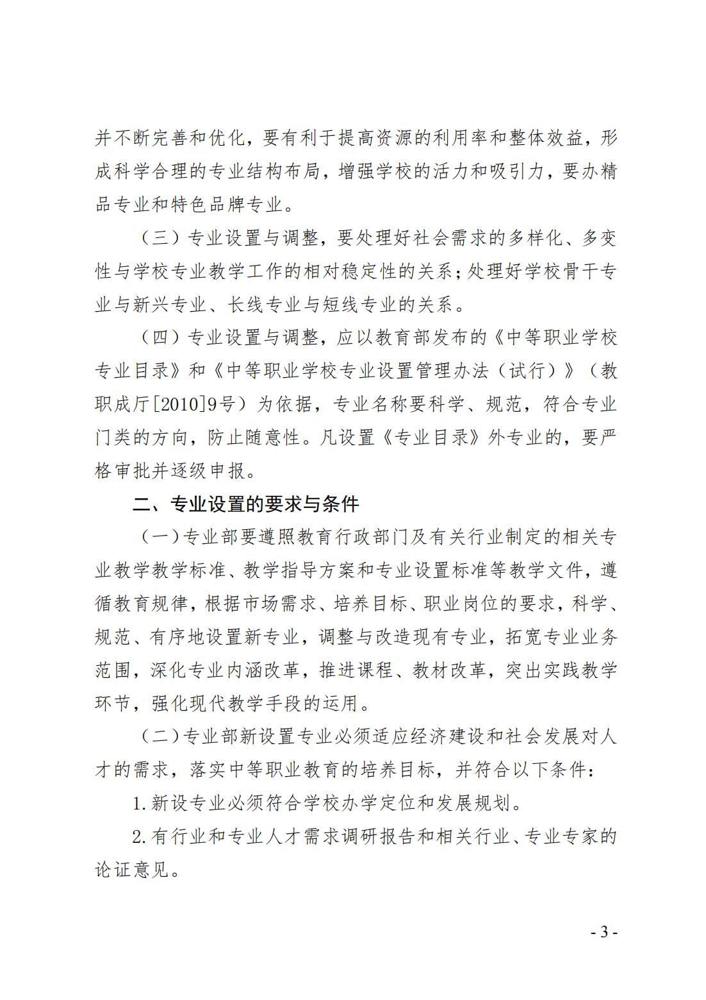 并不断完善和优化，要有利于提高资源的利用率和整体效益，形
成科学合理的专业结构布局，增强学校的活力和吸引力，要办精
品专业和特色品牌专业。
（三）专业设置与调整，要处理好社会需求的多样化、多变
性与学校专业教学工作的相对稳定性的关系；处理好学校骨干专
业与新兴专业、长线专业与短线专业的关系。
（四）专业设置与调整，应以教育部发布的《中等职业学校
专业目录》和《中等职业学校专业设置管理办法（试行）》（教
职成厅[2010]9号）为依据，专业名称要科学、规范，符合专业
门类的方向，防止随意性。凡设置《专业目录》外专业的，要严
格审批并逐级申报。
二、专业设置的要求与条件
（一）专业部要遵照教育行政部门及有关行业制定的相关专
业教学教学标准、教学指导方案和专业设置标准等教学文件，遵
循教育规律，根据市场需求、培养目标、职业岗位的要求，科学、
规范、有序地设置新专业，调整与改造现有专业，拓宽专业业务
范围，深化专业内涵改革，推进课程、教材改革，突出实践教学
环节，强化现代教学手段的运用。
（二）专业部新设置专业必须适应经济建设和社会发展对人
才的需求，落实中等职业教育的培养目标，并符合以下条件：
1.新设专业必须符合学校办学定位和发展规划。
2.有行业和专业人才需求调研报告和相关行业、专业专家的
论证意见。
- 3 -